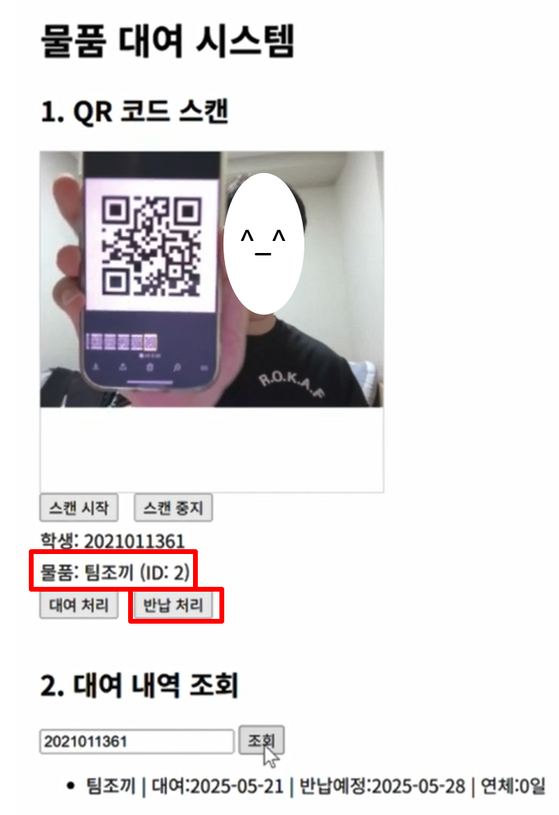 물품 대여 시스템
1. QR 코드 스캔
^_^
R.O.K.A.F
스캔 시작 스캔 중지
학생: 2021011361
물품: 팀조끼 (ID: 2)
대여 처리 반납 처리
2. 대여 내역 조회
2021011361 조회
• 팀조끼 | 대여:2025-05-21 | 반납예정:2025-05-28 | 연체:0일